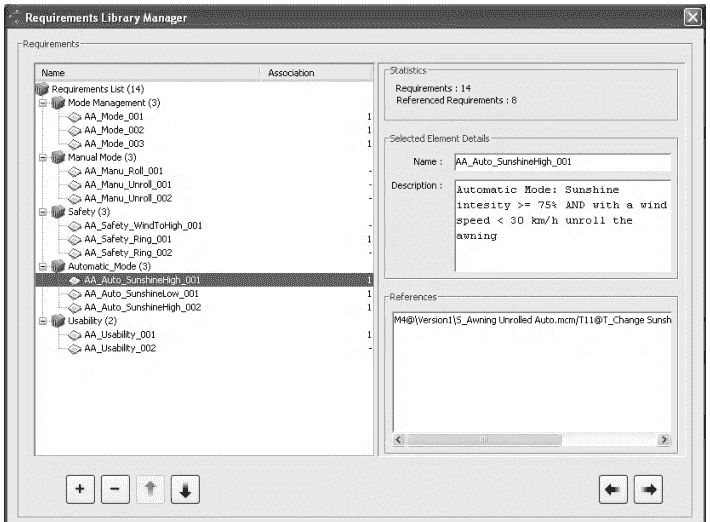 Requirements Library Manager
Requirements
Name Association
Requirements List (14)
Mode Management (3)
AA_Mode_001 1
AA_Mode_002 1
AA_Mode_003 1
Manual Mode (3)
AA_Manu_Roll_001 -
AA_Manu_Unroll_001 -
AA_Manu_Unroll_002 -
Safety (3)
AA_Safety_WindToHigh_001 -
AA_Safety_Ring_001 1
AA_Safety_Ring_002 -
Automatic_Mode (3)
AA_Auto_SunshineHigh_001 1
AA_Auto_SunshineLow_001 1
AA_Auto_SunshineHigh_002 1
Usability (2)
AA_Usability_001 1
AA_Usability_002 -
Statistics
Requirements : 14
Referenced Requirements : 8
Selected Element Details
Name : AA_Auto_SunshineHigh_001
Description : Automatic Mode: Sunshine
intesity >= 75% AND with a wind
speed < 30 km/h unroll the
awning
References
M4@\Version1\S_Awning Unrolled Auto.mcm/T11@T_Change Sunsh